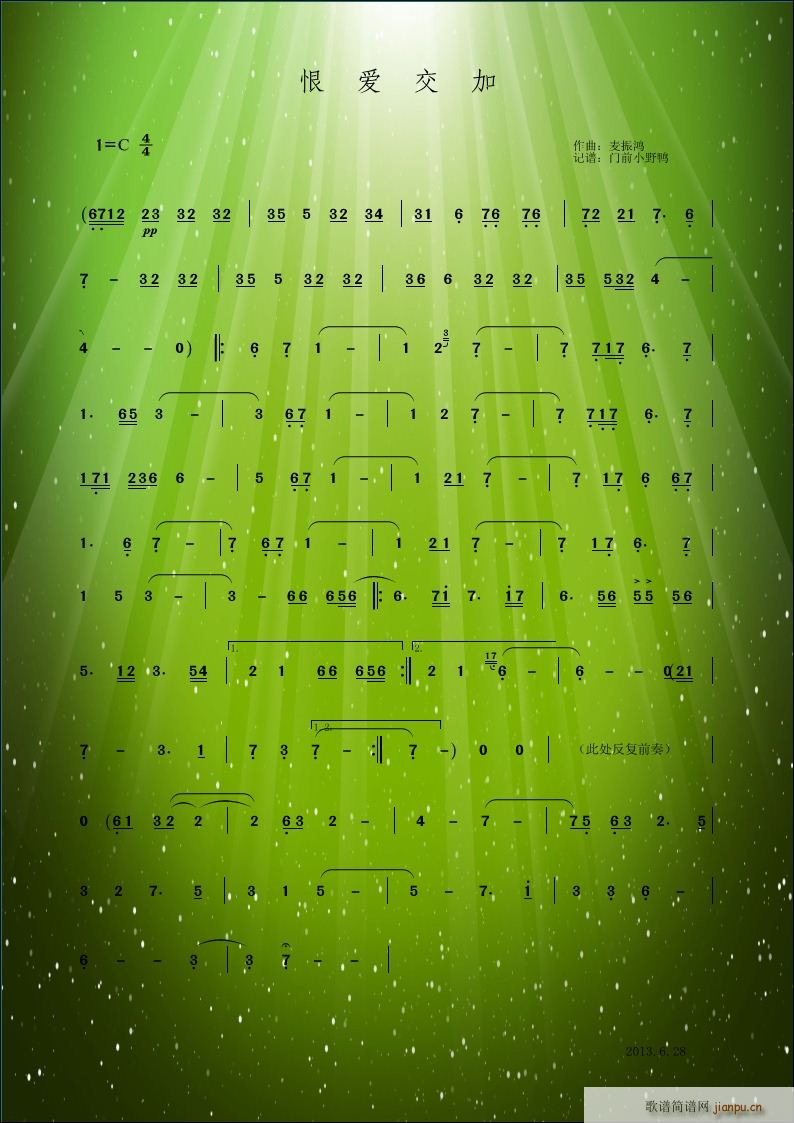 恨 爱 交 加
1=C 4/4
作曲：麦振鸿
记谱：门前小野鸭
(6712 23 32 32 | 35 5 32 34 | 31 6 76 76 | 72 21 7· 6 |
pp
7 - 32 32 | 35 5 32 32 | 36 6 32 32 | 35 532 4 - |
4 - - 0) ‖: 6 7 1 - | 1 2 3 7 - | 7 717 6· 7 |
1· 65 3 - | 3 67 1 - | 1 2 7 - | 7 717 6· 7 |
171 236 6 - | 5 67 1 - | 1 21 7 - | 7 17 6 67 |
1· 6 7 - | 7 67 1 - | 1 21 7 - | 7 17 6· 7 |
1 5 3 - | 3 - 66 656 ‖: 6· 71 7· 17 | 6· 56 > > 55 56
1. 2.
5· 12 3· 54 | 2 1 66 656 :‖ 2 1 17 6 - | 6 - - 0(21 |
1.2.
7 - 3· 1 | 7 3 7 - :‖ 7 -) 0 0 | （此处反复前奏） |
0 (61 32 2 | 2 63 2 - | 4 - 7 - | 75 63 2· 5 |
3 2 7· 5 | 3 1 5 - | 5 - 7· 1 | 3 3 6 - |
6 - - 3 | 3 7 - - |
2013.6.28
歌谱简谱网 jianpu.cn